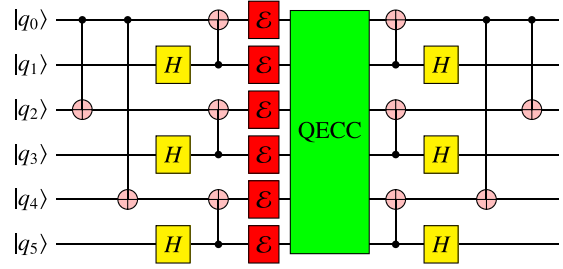 |q₀⟩ ℰ
|q₁⟩ H ℰ H
|q₂⟩ ℰ
QECC
|q₃⟩ H ℰ H
|q₄⟩ ℰ
|q₅⟩ H ℰ H